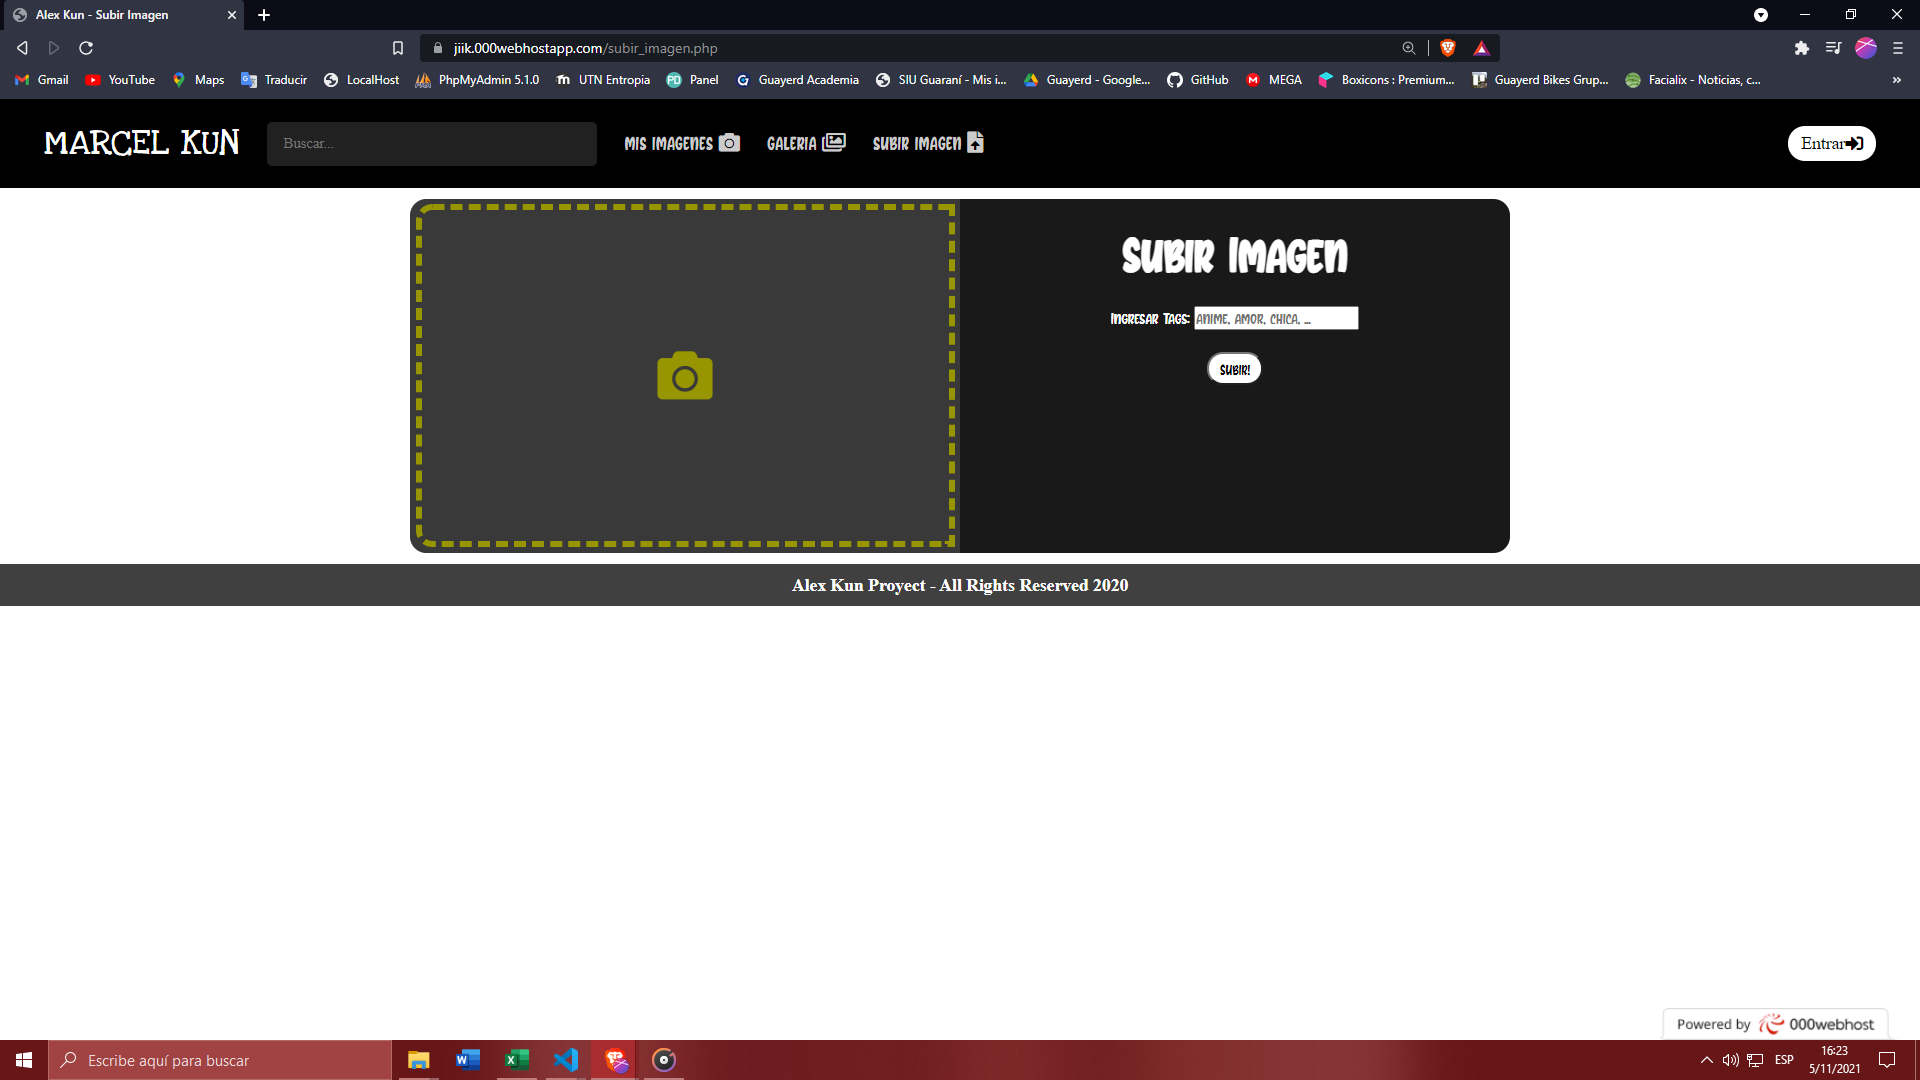 Alex Kun - Subir Imagen
jiik.000webhostapp.com/subir_imagen.php
Gmail YouTube Maps Traducir LocalHost PhpMyAdmin 5.1.0 UTN Entropia Panel Guayerd Academia SIU Guaraní - Mis i... Guayerd - Google... GitHub MEGA Boxicons : Premium... Guayerd Bikes Grup... Facialix - Noticias, c... »
MARCEL KUN Buscar... MIS IMAGENES GALERIA SUBIR IMAGEN Entrar
Subir Imagen
Ingresar Tags: Anime, amor, chica, ...
Subir!
Alex Kun Proyect - All Rights Reserved 2020
Powered by 000webhost
Escribe aquí para buscar
ESP
16:23
5/11/2021